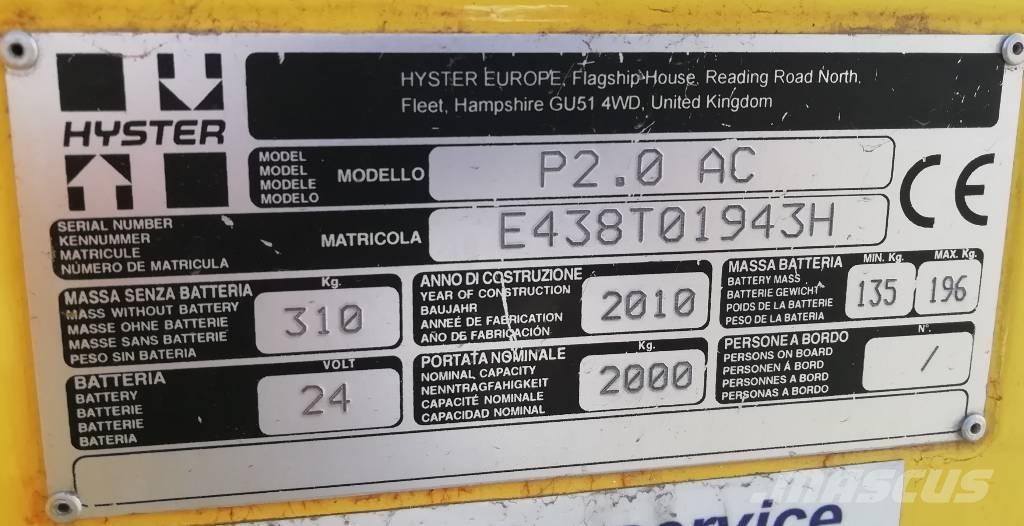 HYSTER
HYSTER EUROPE, Flagship House, Reading Road North,
Fleet, Hampshire GU51 4WD, United Kingdom
MODEL
MODEL
MODELE
MODELO
MODELLO
P2.0 AC
SERIAL NUMBER
KENNUMMER
MATRICULE
NÚMERO DE MATRICULA
MATRICOLA
E438T01943H
CE
MASSA SENZA BATTERIA
MASS WITHOUT BATTERY
MASSE OHNE BATTERIE
MASSE SANS BATTERIE
PESO SIN BATERIA
Kg.
310
ANNO DI COSTRUZIONE
YEAR OF CONSTRUCTION
BAUJAHR
ANNEÉ DE FABRICATION
AÑO DE FABRICACIÓN
2010
MASSA BATTERIA
BATTERY MASS
BATTERIE GEWICHT
POIDS DE LA BATTERIE
PESO DE LA BATERIA
MIN. Kg.
135
MAX. Kg.
196
BATTERIA
BATTERY
BATTERIE
BATTERIE
BATERIA
VOLT
24
PORTATA NOMINALE
NOMINAL CAPACITY
NENNTRAGFÄHIGKEIT
CAPACITÉ NOMINALE
CAPACIDAD NOMINAL
Kg.
2000
PERSONE A BORDO
PERSONS ON BOARD
PERSONEN Á BORD
PERSONNES A BORD
PERSONAS A BORDO
N°.
/
service
MASCUS